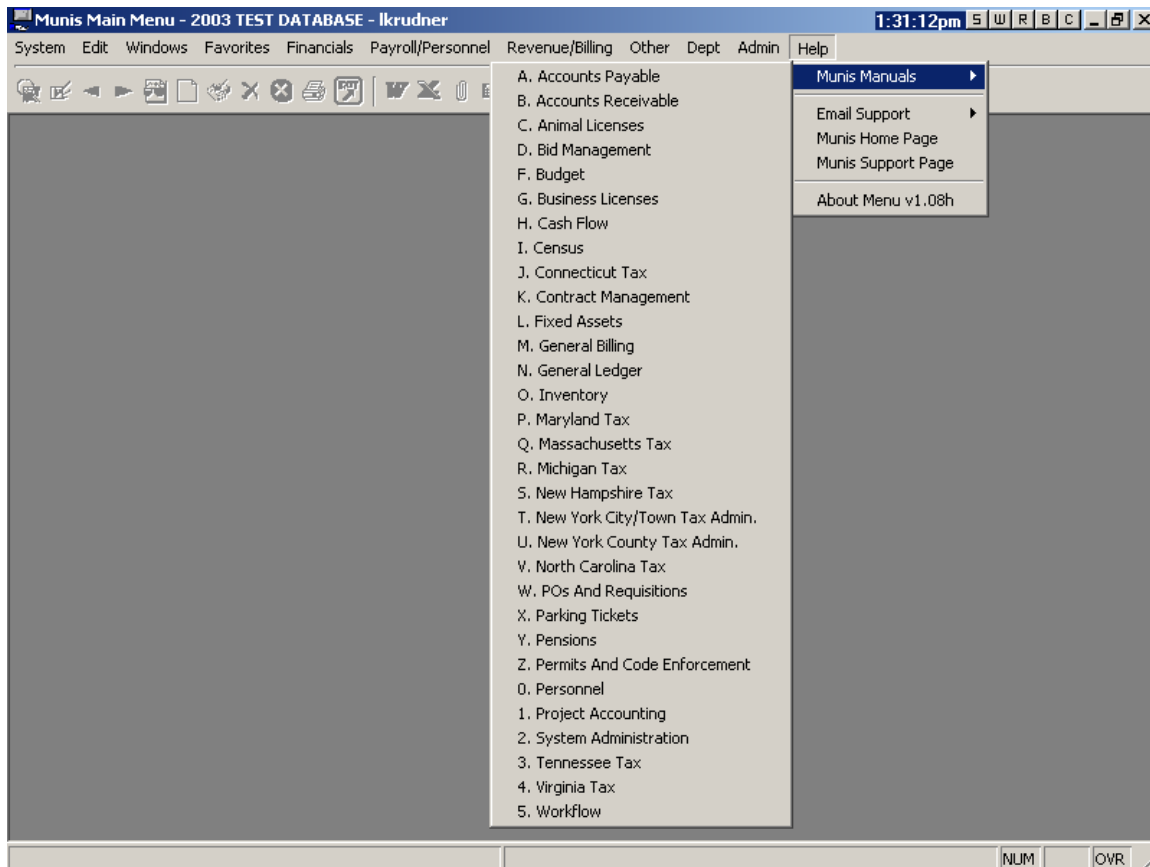 Munis Main Menu - 2003 TEST DATABASE - lkrudner 1:31:12pm S W R B C
System Edit Windows Favorites Financials Payroll/Personnel Revenue/Billing Other Dept Admin Help
A. Accounts Payable
B. Accounts Receivable
C. Animal Licenses
D. Bid Management
F. Budget
G. Business Licenses
H. Cash Flow
I. Census
J. Connecticut Tax
K. Contract Management
L. Fixed Assets
M. General Billing
N. General Ledger
O. Inventory
P. Maryland Tax
Q. Massachusetts Tax
R. Michigan Tax
S. New Hampshire Tax
T. New York City/Town Tax Admin.
U. New York County Tax Admin.
V. North Carolina Tax
W. POs And Requisitions
X. Parking Tickets
Y. Pensions
Z. Permits And Code Enforcement
0. Personnel
1. Project Accounting
2. System Administration
3. Tennessee Tax
4. Virginia Tax
5. Workflow
Munis Manuals
Email Support
Munis Home Page
Munis Support Page
About Menu v1.08h
NUM OVR